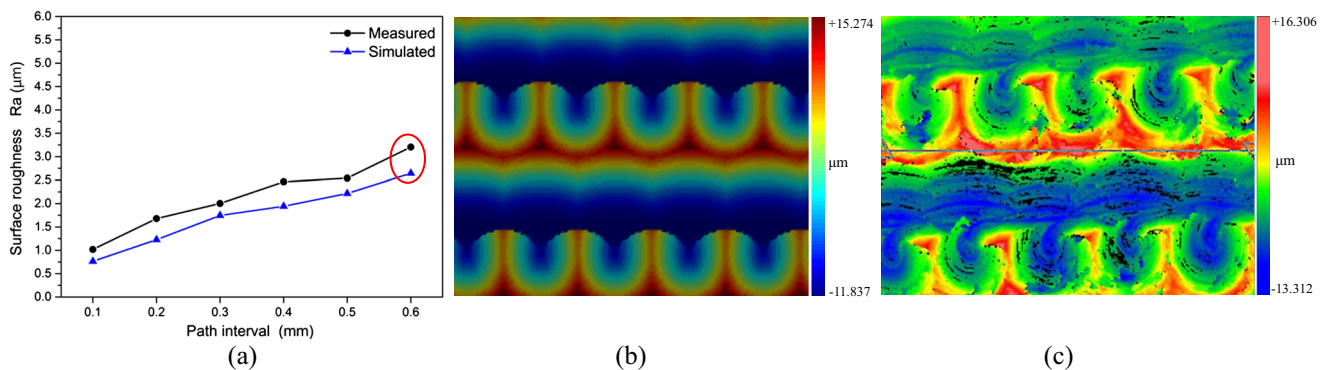 6.0
5.5
5.0
4.5
4.0
3.5
3.0
2.5
2.0
1.5
1.0
0.5
0.0
Surface roughness Ra (μm)
Measured
Simulated
0.1 0.2 0.3 0.4 0.5 0.6
Path interval (mm)
(a)
+15.274
μm
-11.837
(b)
+16.306
μm
-13.312
(c)